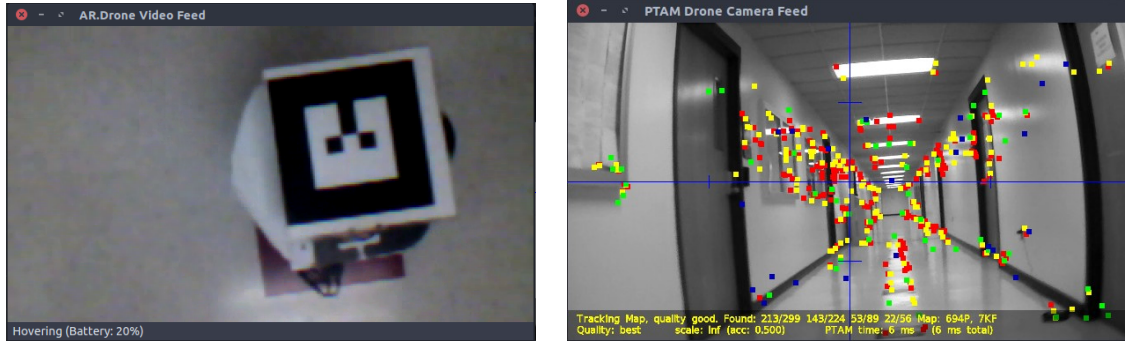 AR.Drone Video Feed
Hovering (Battery: 20%)
PTAM Drone Camera Feed
Tracking Map, quality good. Found: 213/299 143/224 53/89 22/56 Map: 694P, 7KF
Quality: best scale: inf (acc: 0.500) PTAM time: 6 ms (6 ms total)